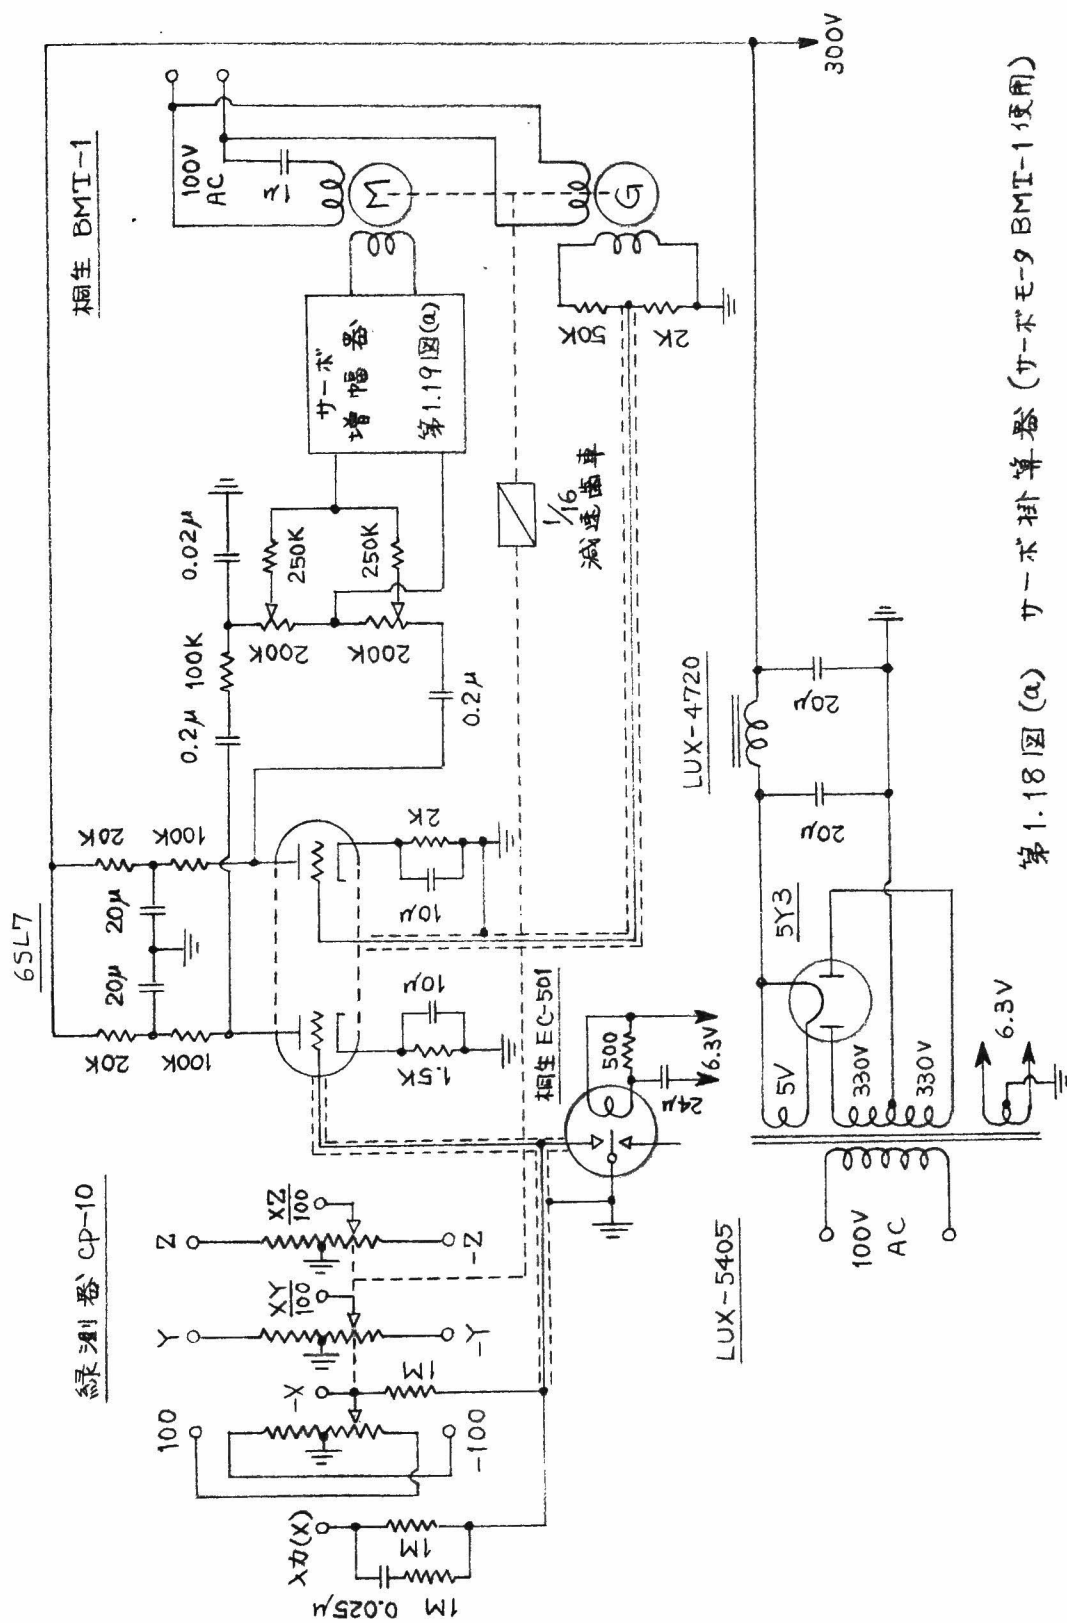 緑測器 CP-10
6SL7
桐生 BMT-1
入力(X)
0.025μ
1M
1M
100
-100
-X
1M
Y
-Y
XY/100
Z
-Z
XZ/100
20K
100K
20μ
20μ
20K
100K
1.5K
10μ
10μ
2K
桐生 EC-501
500
24μ
6.3V
0.2μ
100K
0.02μ
200K
250K
200K
250K
0.2μ
サーボ
増幅器
第1.19図(a)
100V
AC
1μ
M
G
50K
2K
1/16
減速歯車
300V
LUX-5405
100V
AC
5V
330V
330V
6.3V
5Y3
LUX-4720
20μ
20μ
第1.18図(a) サーボ掛算器(サーボモータBMT-1使用)